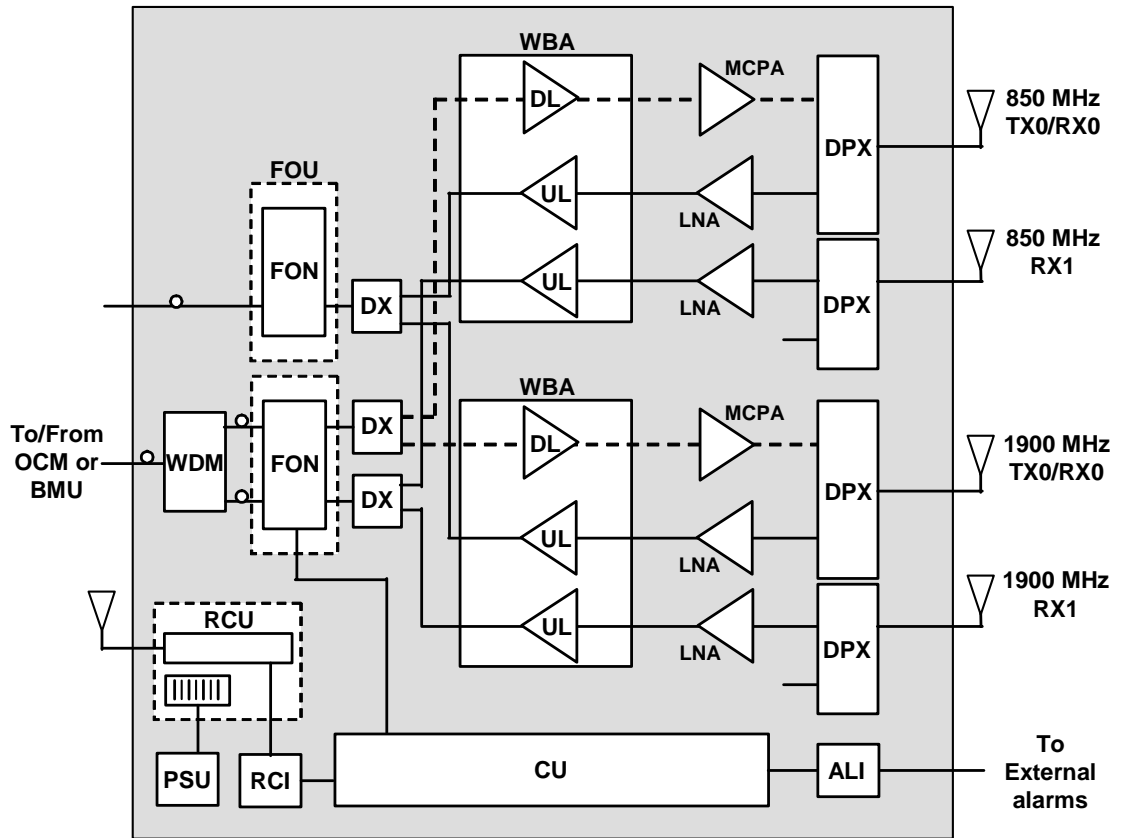 WBA
MCPA
DL
850 MHz
TX0/RX0
DPX
FOU
UL
LNA
FON
850 MHz
RX1
UL
DX
LNA
DPX
WBA
MCPA
DL
DX
To/From
OCM or
BMU
WDM
FON
1900 MHz
TX0/RX0
DPX
DX
UL
LNA
1900 MHz
RX1
RCU
UL
LNA
DPX
PSU
RCI
CU
ALI
To
External
alarms